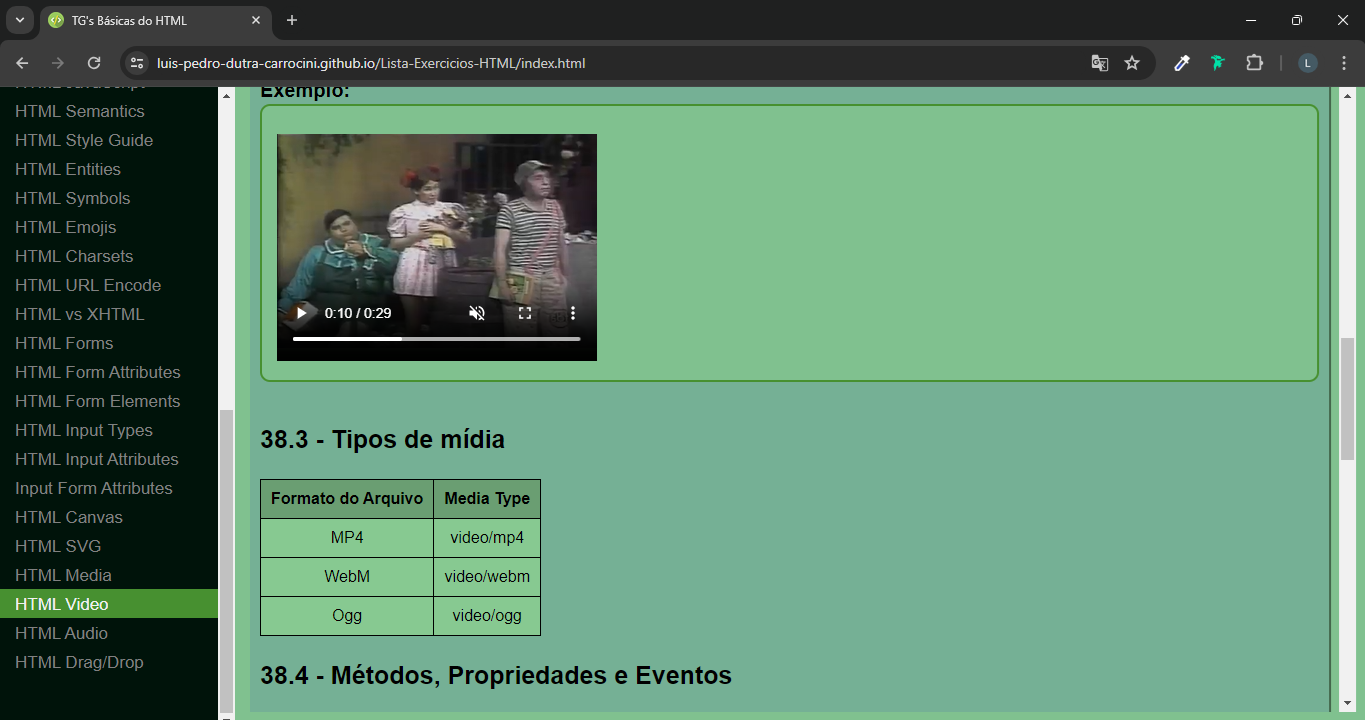 TG's Básicas do HTML
luis-pedro-dutra-carrocini.github.io/Lista-Exercicios-HTML/index.html
L
HTML JavaScript
HTML Semantics
HTML Style Guide
HTML Entities
HTML Symbols
HTML Emojis
HTML Charsets
HTML URL Encode
HTML vs XHTML
HTML Forms
HTML Form Attributes
HTML Form Elements
HTML Input Types
HTML Input Attributes
Input Form Attributes
HTML Canvas
HTML SVG
HTML Media
HTML Video
HTML Audio
HTML Drag/Drop
Exemplo:
0:10 / 0:29
38.3 - Tipos de mídia
Formato do Arquivo Media Type
MP4 video/mp4
WebM video/webm
Ogg video/ogg
38.4 - Métodos, Propriedades e Eventos